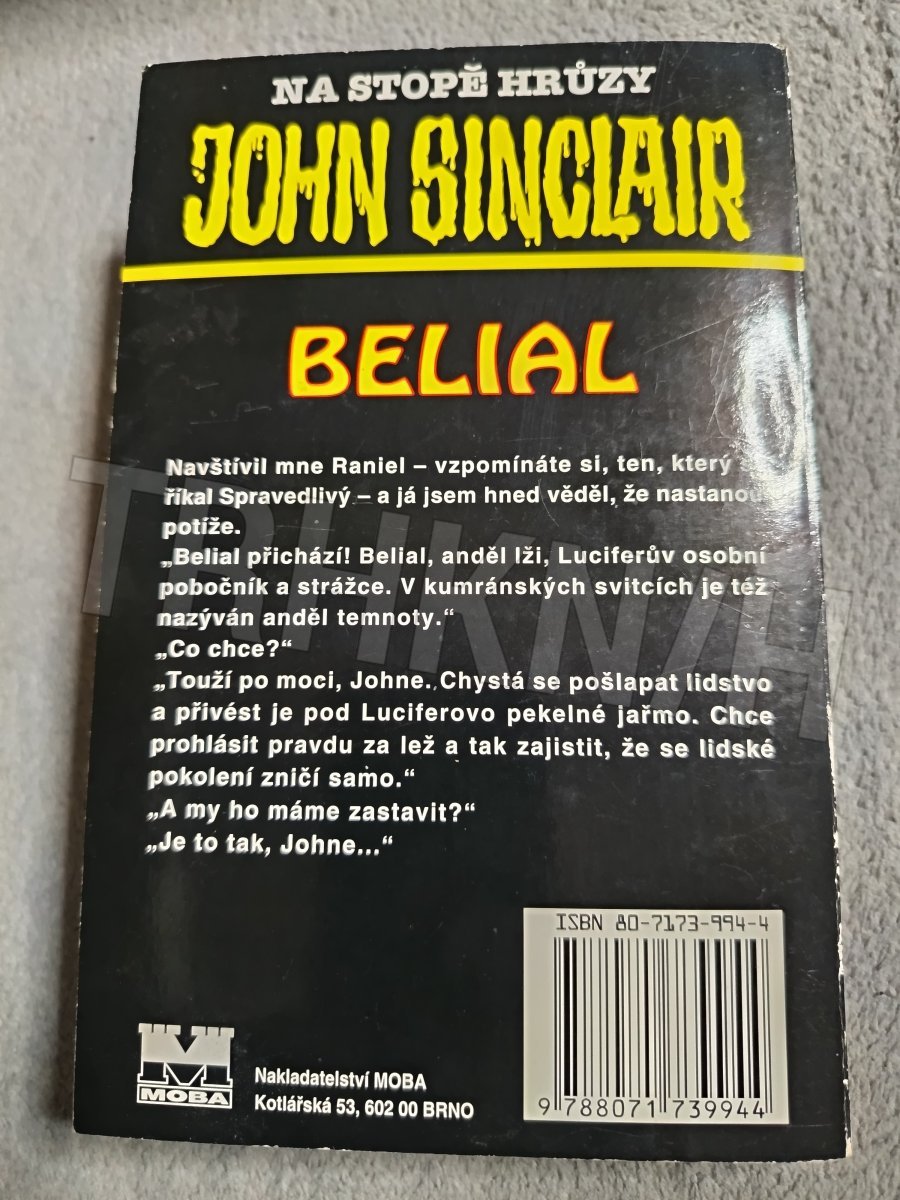 NA STOPĚ HRŮZY
JOHN SINCLAIR
BELIAL
Navštívil mne Raniel – vzpomínáte si, ten, který
říkal Spravedlivý – a já jsem hned věděl, že nastanou
potíže.
„Belial přichází! Belial, anděl lži, Luciferův osobní
pobočník a strážce. V kumránských svitcích je též
nazýván anděl temnoty.“
„Co chce?“
„Touží po moci, Johne. Chystá se pošlapat lidstvo
a přivést je pod Luciferovo pekelné jařmo. Chce
prohlásit pravdu za lež a tak zajistit, že se lidské
pokolení zničí samo.“
„A my ho máme zastavit?“
„Je to tak, Johne...“
ISBN 80-7173-994-4
9 788071 739944
MOBA
Nakladatelství MOBA
Kotlářská 53, 602 00 BRNO